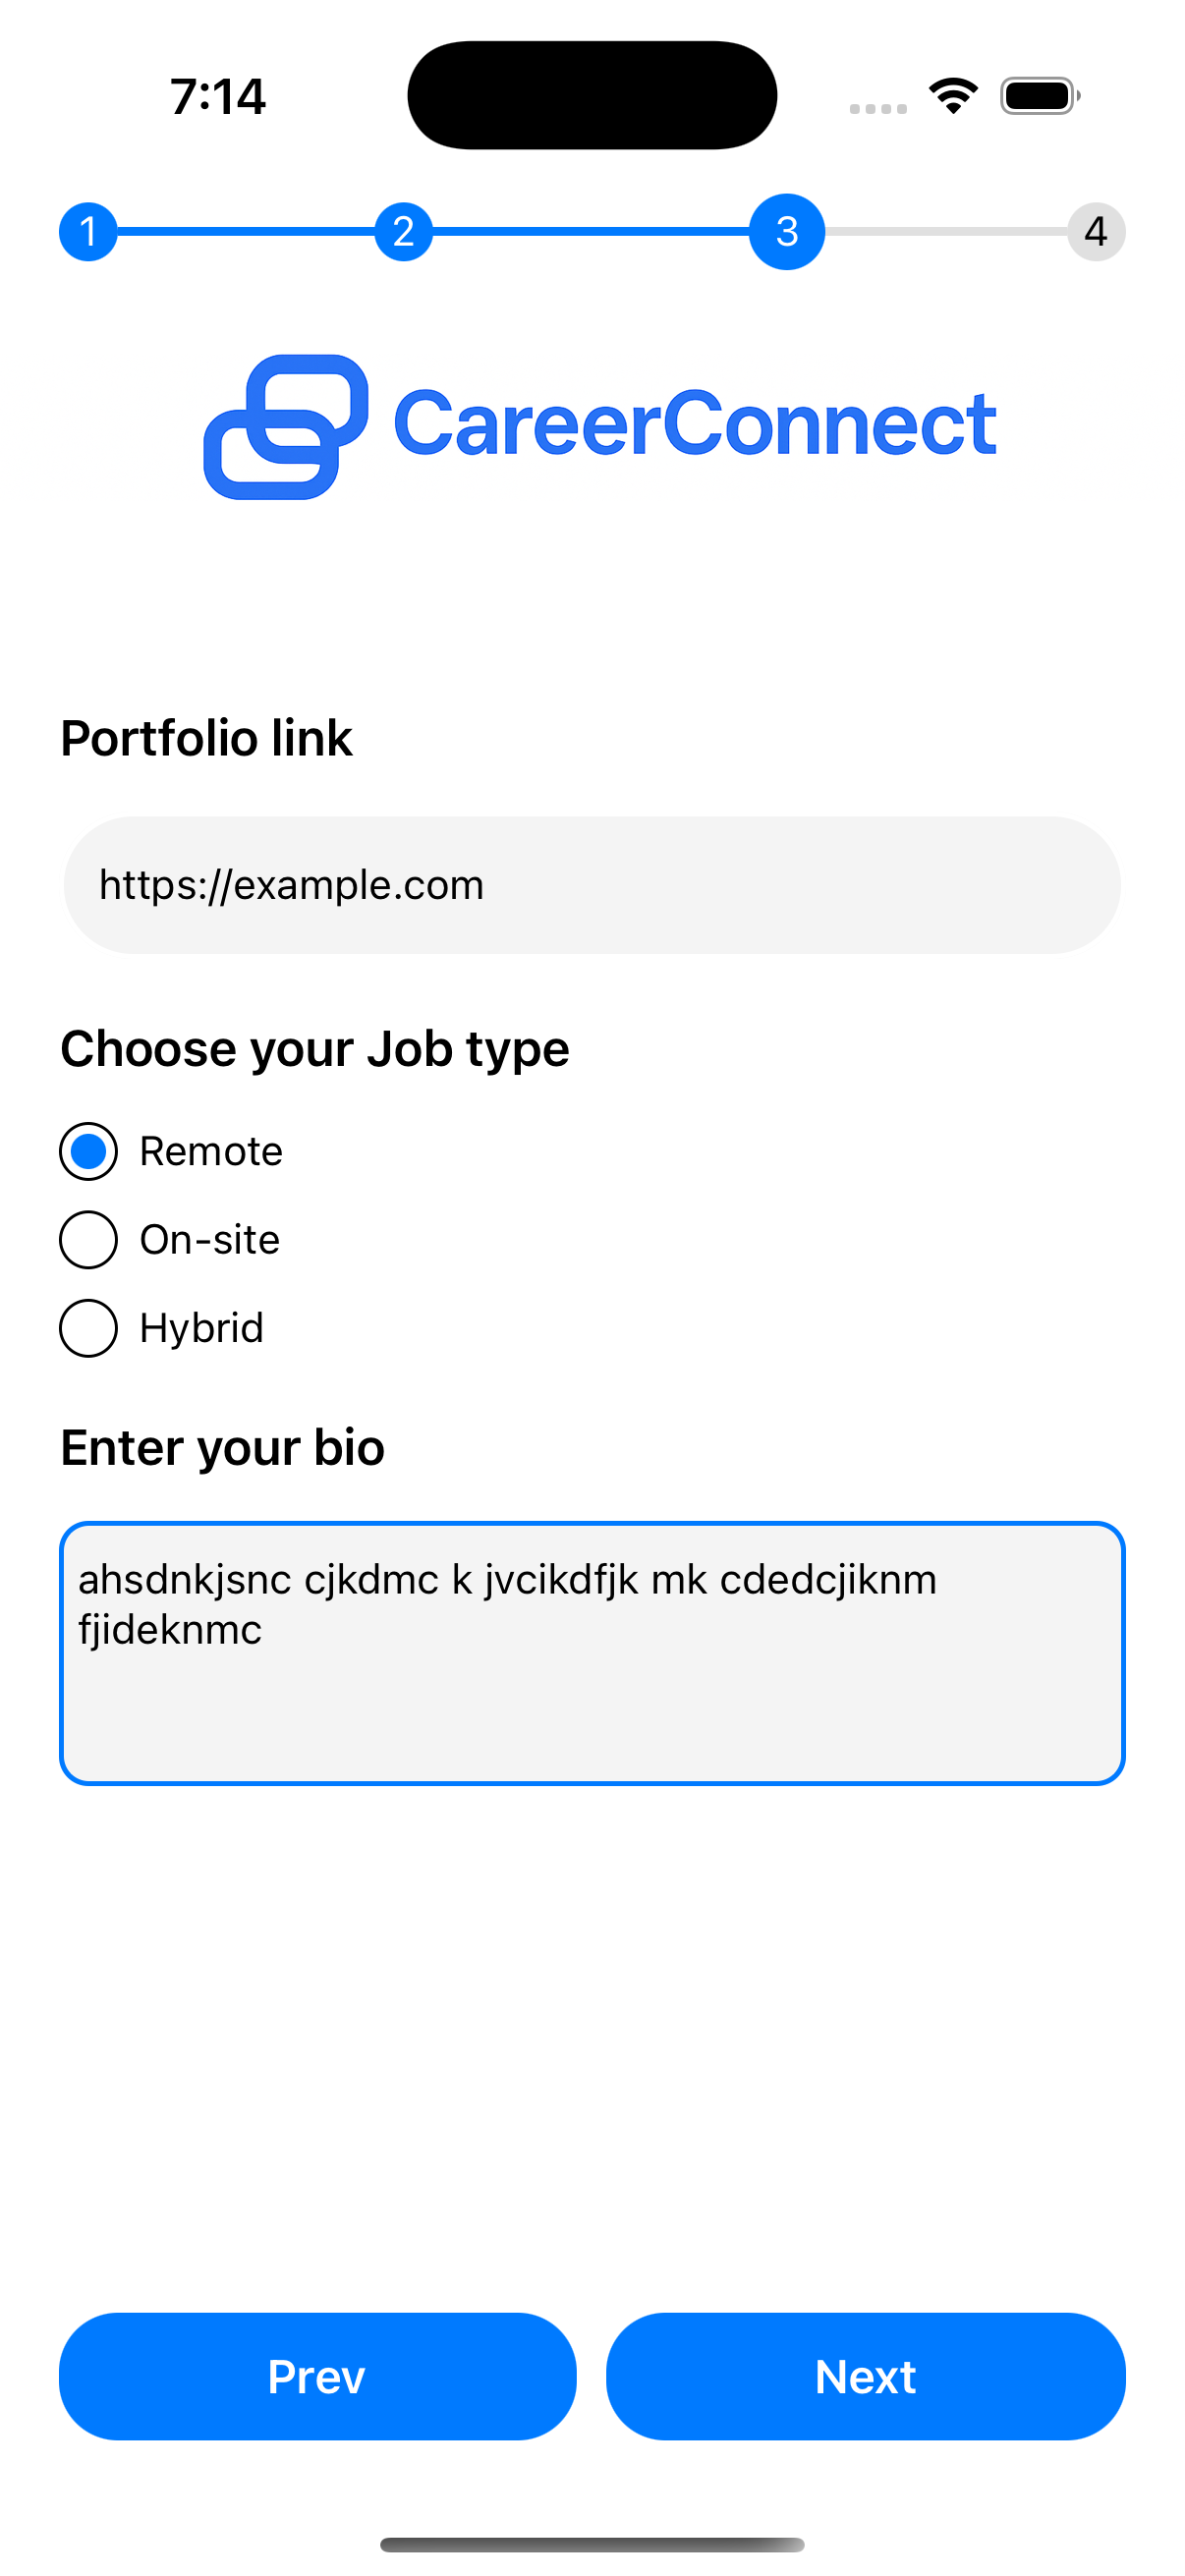 7:14
1 2 3 4
CareerConnect
Portfolio link
https://example.com
Choose your Job type
Remote
On-site
Hybrid
Enter your bio
ahsdnkjsnc cjkdmc k jvcikdfjk mk cdedcjiknm
fjideknmc
Prev Next